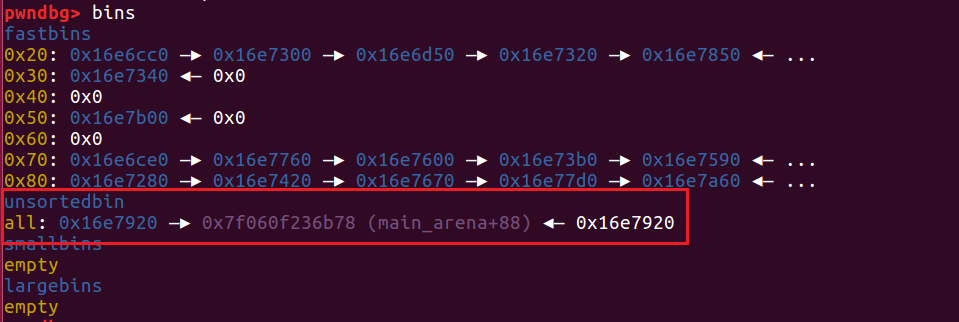 pwndbg> bins
fastbins
0x20: 0x16e6cc0 —▸ 0x16e7300 —▸ 0x16e6d50 —▸ 0x16e7320 —▸ 0x16e7850 ◂— ...
0x30: 0x16e7340 ◂— 0x0
0x40: 0x0
0x50: 0x16e7b00 ◂— 0x0
0x60: 0x0
0x70: 0x16e6ce0 —▸ 0x16e7760 —▸ 0x16e7600 —▸ 0x16e73b0 —▸ 0x16e7590 ◂— ...
0x80: 0x16e7280 —▸ 0x16e7420 —▸ 0x16e7670 —▸ 0x16e77d0 —▸ 0x16e7a60 ◂— ...
unsortedbin
all: 0x16e7920 —▸ 0x7f060f236b78 (main_arena+88) ◂— 0x16e7920
smallbins
empty
largebins
empty